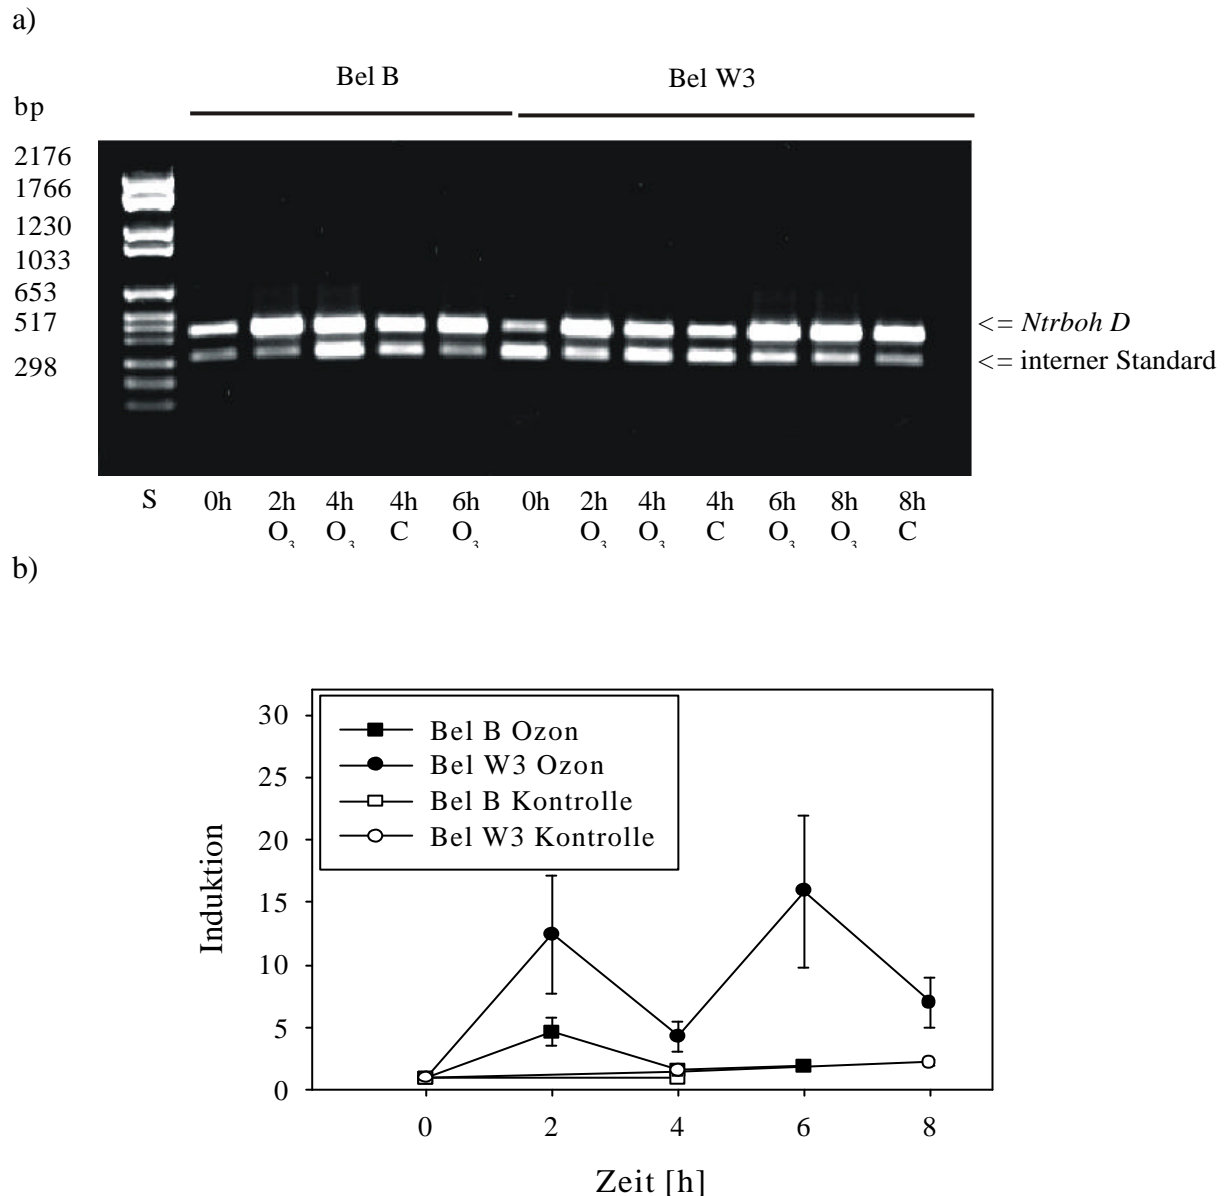 a)
Bel B
Bel W3
bp
2176
1766
1230
1033
653
517
298
<= Ntrboh D
<= interner Standard
S 0h 2h 4h 4h 6h 0h 2h 4h 4h 6h 8h 8h
O3 O3 C O3 O3 O3 C O3 O3 C
b)
30
25
20
15
10
5
0
Bel B Ozon
Bel W3 Ozon
Bel B Kontrolle
Bel W3 Kontrolle
Induktion
0 2 4 6 8
Zeit [h]